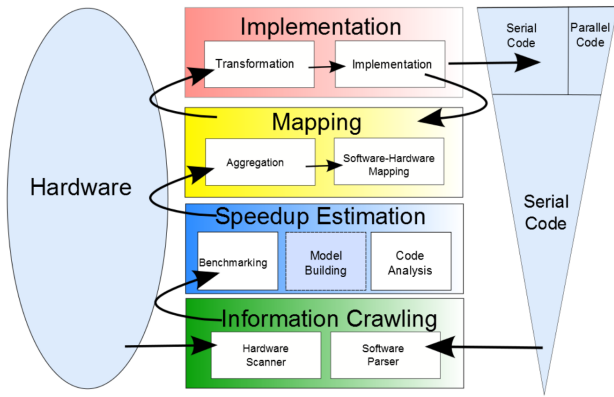 Implementation
Serial
Code
Parallel
Code
Transformation
Implementation
Mapping
Hardware
Aggregation
Software-Hardware
Mapping
Serial
Code
Speedup Estimation
Benchmarking
Model
Building
Code
Analysis
Information Crawling
Hardware
Scanner
Software
Parser